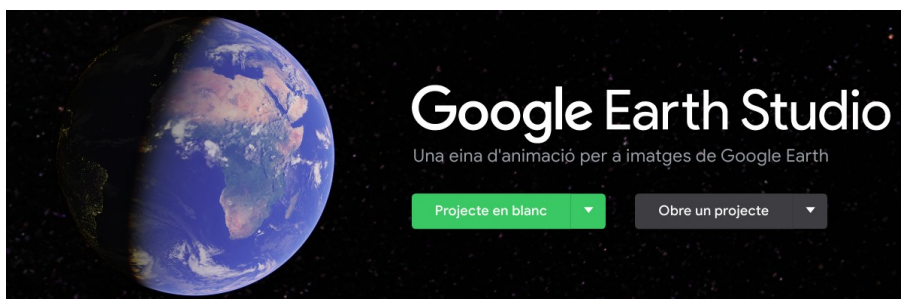 Google Earth Studio
Una eina d'animació per a imatges de Google Earth
Projecte en blanc
Obre un projecte